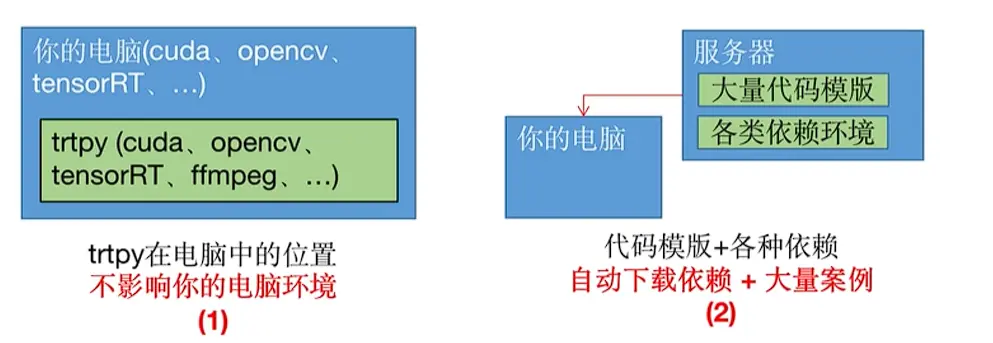 你的电脑(cuda、opencv、
tensorRT、…)
trtpy (cuda、opencv、
tensorRT、ffmpeg、…)
trtpy在电脑中的位置
不影响你的电脑环境
(1)
服务器
大量代码模版
各类依赖环境
你的电脑
代码模版+各种依赖
自动下载依赖 + 大量案例
(2)